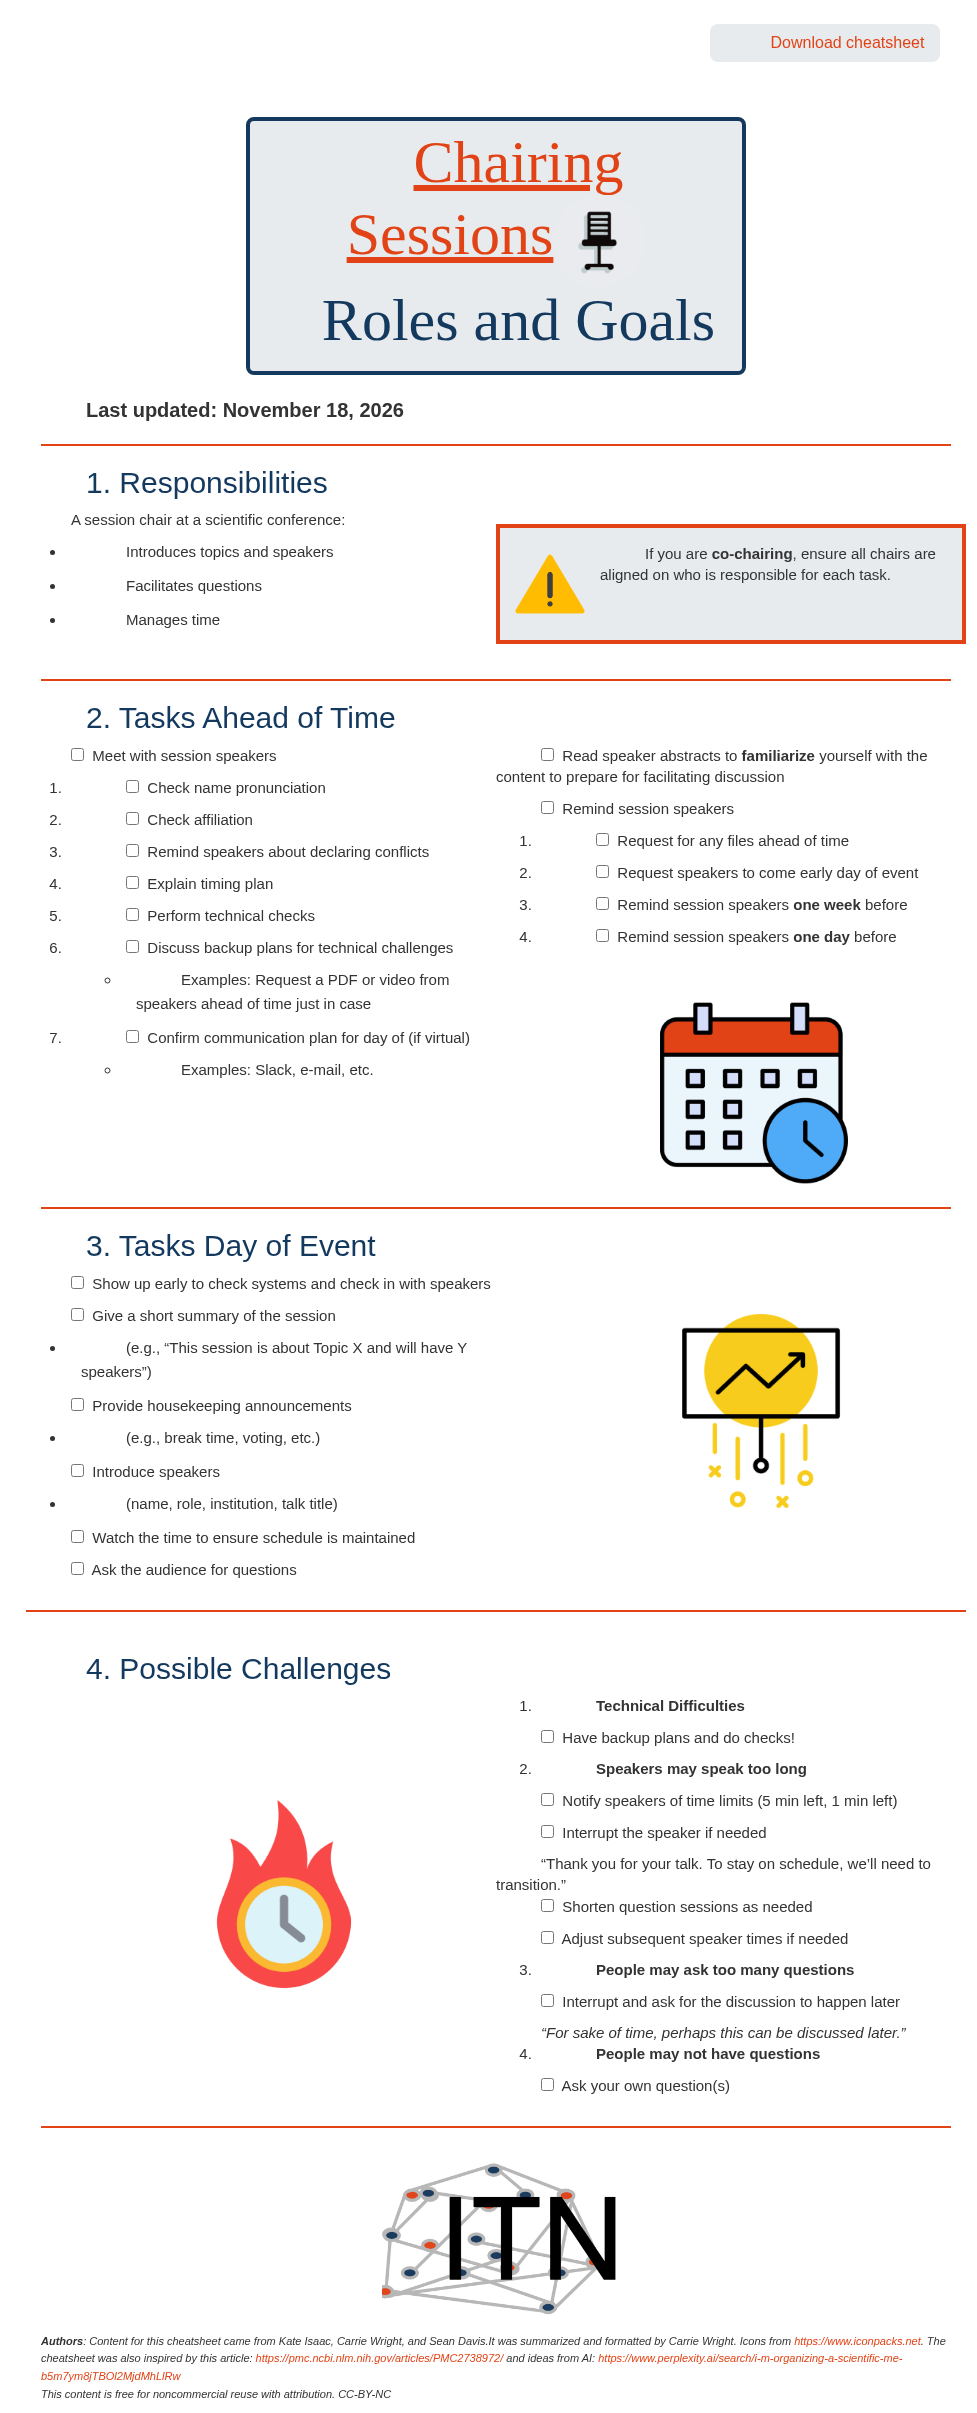 Download cheatsheet
Chairing
Sessions
Roles and Goals
Last updated: November 18, 2026
1. Responsibilities
A session chair at a scientific conference:
• Introduces topics and speakers
• Facilitates questions
• Manages time
If you are co-chairing, ensure all chairs are
aligned on who is responsible for each task.
2. Tasks Ahead of Time
Meet with session speakers
1. Check name pronunciation
2. Check affiliation
3. Remind speakers about declaring conflicts
4. Explain timing plan
5. Perform technical checks
6. Discuss backup plans for technical challenges
Examples: Request a PDF or video from
speakers ahead of time just in case
7. Confirm communication plan for day of (if virtual)
Examples: Slack, e-mail, etc.
Read speaker abstracts to familiarize yourself with the
content to prepare for facilitating discussion
Remind session speakers
1. Request for any files ahead of time
2. Request speakers to come early day of event
3. Remind session speakers one week before
4. Remind session speakers one day before
3. Tasks Day of Event
Show up early to check systems and check in with speakers
Give a short summary of the session
• (e.g., “This session is about Topic X and will have Y
speakers”)
Provide housekeeping announcements
• (e.g., break time, voting, etc.)
Introduce speakers
• (name, role, institution, talk title)
Watch the time to ensure schedule is maintained
Ask the audience for questions
4. Possible Challenges
1. Technical Difficulties
Have backup plans and do checks!
2. Speakers may speak too long
Notify speakers of time limits (5 min left, 1 min left)
Interrupt the speaker if needed
“Thank you for your talk. To stay on schedule, we’ll need to
transition.”
Shorten question sessions as needed
Adjust subsequent speaker times if needed
3. People may ask too many questions
Interrupt and ask for the discussion to happen later
“For sake of time, perhaps this can be discussed later.”
4. People may not have questions
Ask your own question(s)
ITN
Authors: Content for this cheatsheet came from Kate Isaac, Carrie Wright, and Sean Davis.It was summarized and formatted by Carrie Wright. Icons from https://www.iconpacks.net. The
cheatsheet was also inspired by this article: https://pmc.ncbi.nlm.nih.gov/articles/PMC2738972/ and ideas from AI: https://www.perplexity.ai/search/i-m-organizing-a-scientific-me-
b5m7ym8jTBOl2MjdMhLlRw
This content is free for noncommercial reuse with attribution. CC-BY-NC